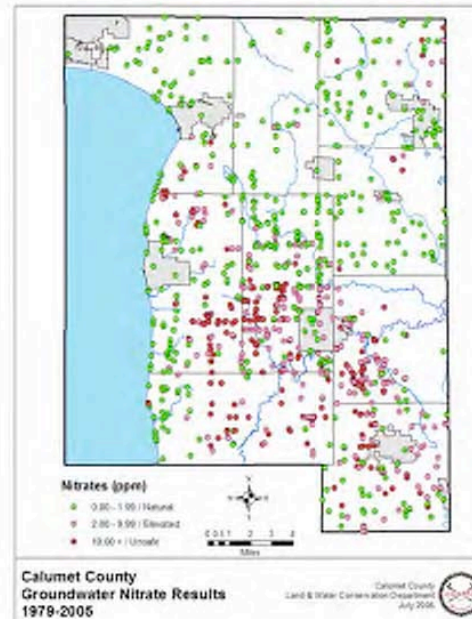 Nitrates (ppm)
0.00 - 1.99 / Natural
2.00 - 9.99 / Elevated
10.00 + / Unsafe
Miles
Calumet County
Groundwater Nitrate Results
1979-2005
Calumet County
Land & Water Conservation Department
July 2006